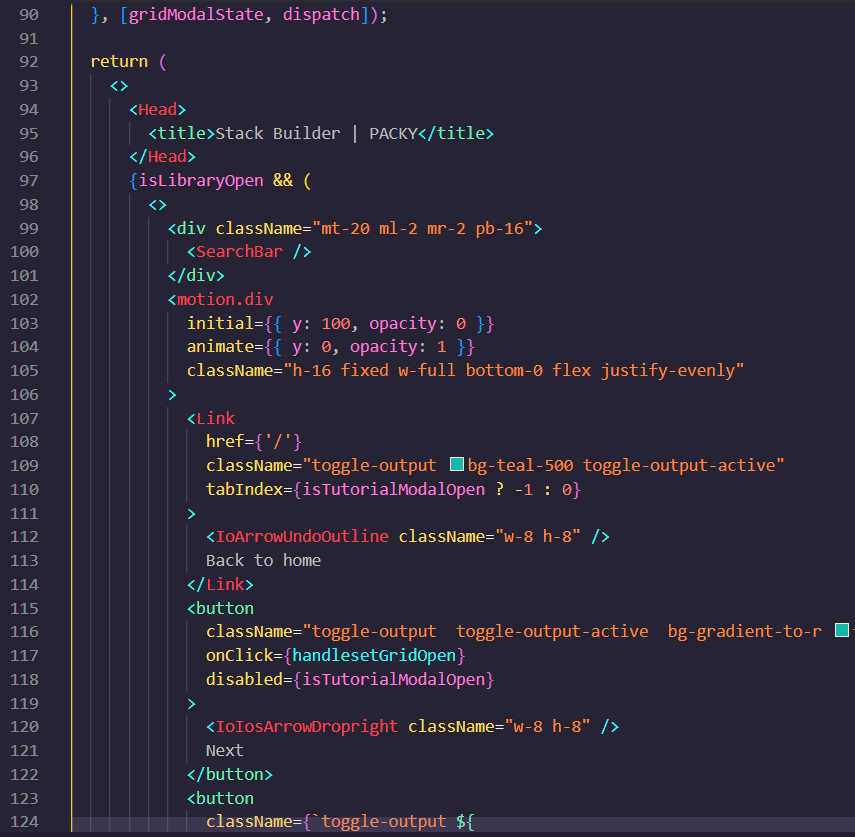 90 }, [gridModalState, dispatch]);
91
92 return (
93 <>
94 <Head>
95 <title>Stack Builder | PACKY</title>
96 </Head>
97 {isLibraryOpen && (
98 <>
99 <div className="mt-20 ml-2 mr-2 pb-16">
100 <SearchBar />
101 </div>
102 <motion.div
103 initial={{ y: 100, opacity: 0 }}
104 animate={{ y: 0, opacity: 1 }}
105 className="h-16 fixed w-full bottom-0 flex justify-evenly"
106 >
107 <Link
108 href={'/'}
109 className="toggle-output bg-teal-500 toggle-output-active"
110 tabIndex={isTutorialModalOpen ? -1 : 0}
111 >
112 <IoArrowUndoOutline className="w-8 h-8" />
113 Back to home
114 </Link>
115 <button
116 className="toggle-output  toggle-output-active  bg-gradient-to-r
117 onClick={handlesetGridOpen}
118 disabled={isTutorialModalOpen}
119 >
120 <IoIosArrowDropright className="w-8 h-8" />
121 Next
122 </button>
123 <button
124 className={`toggle-output ${